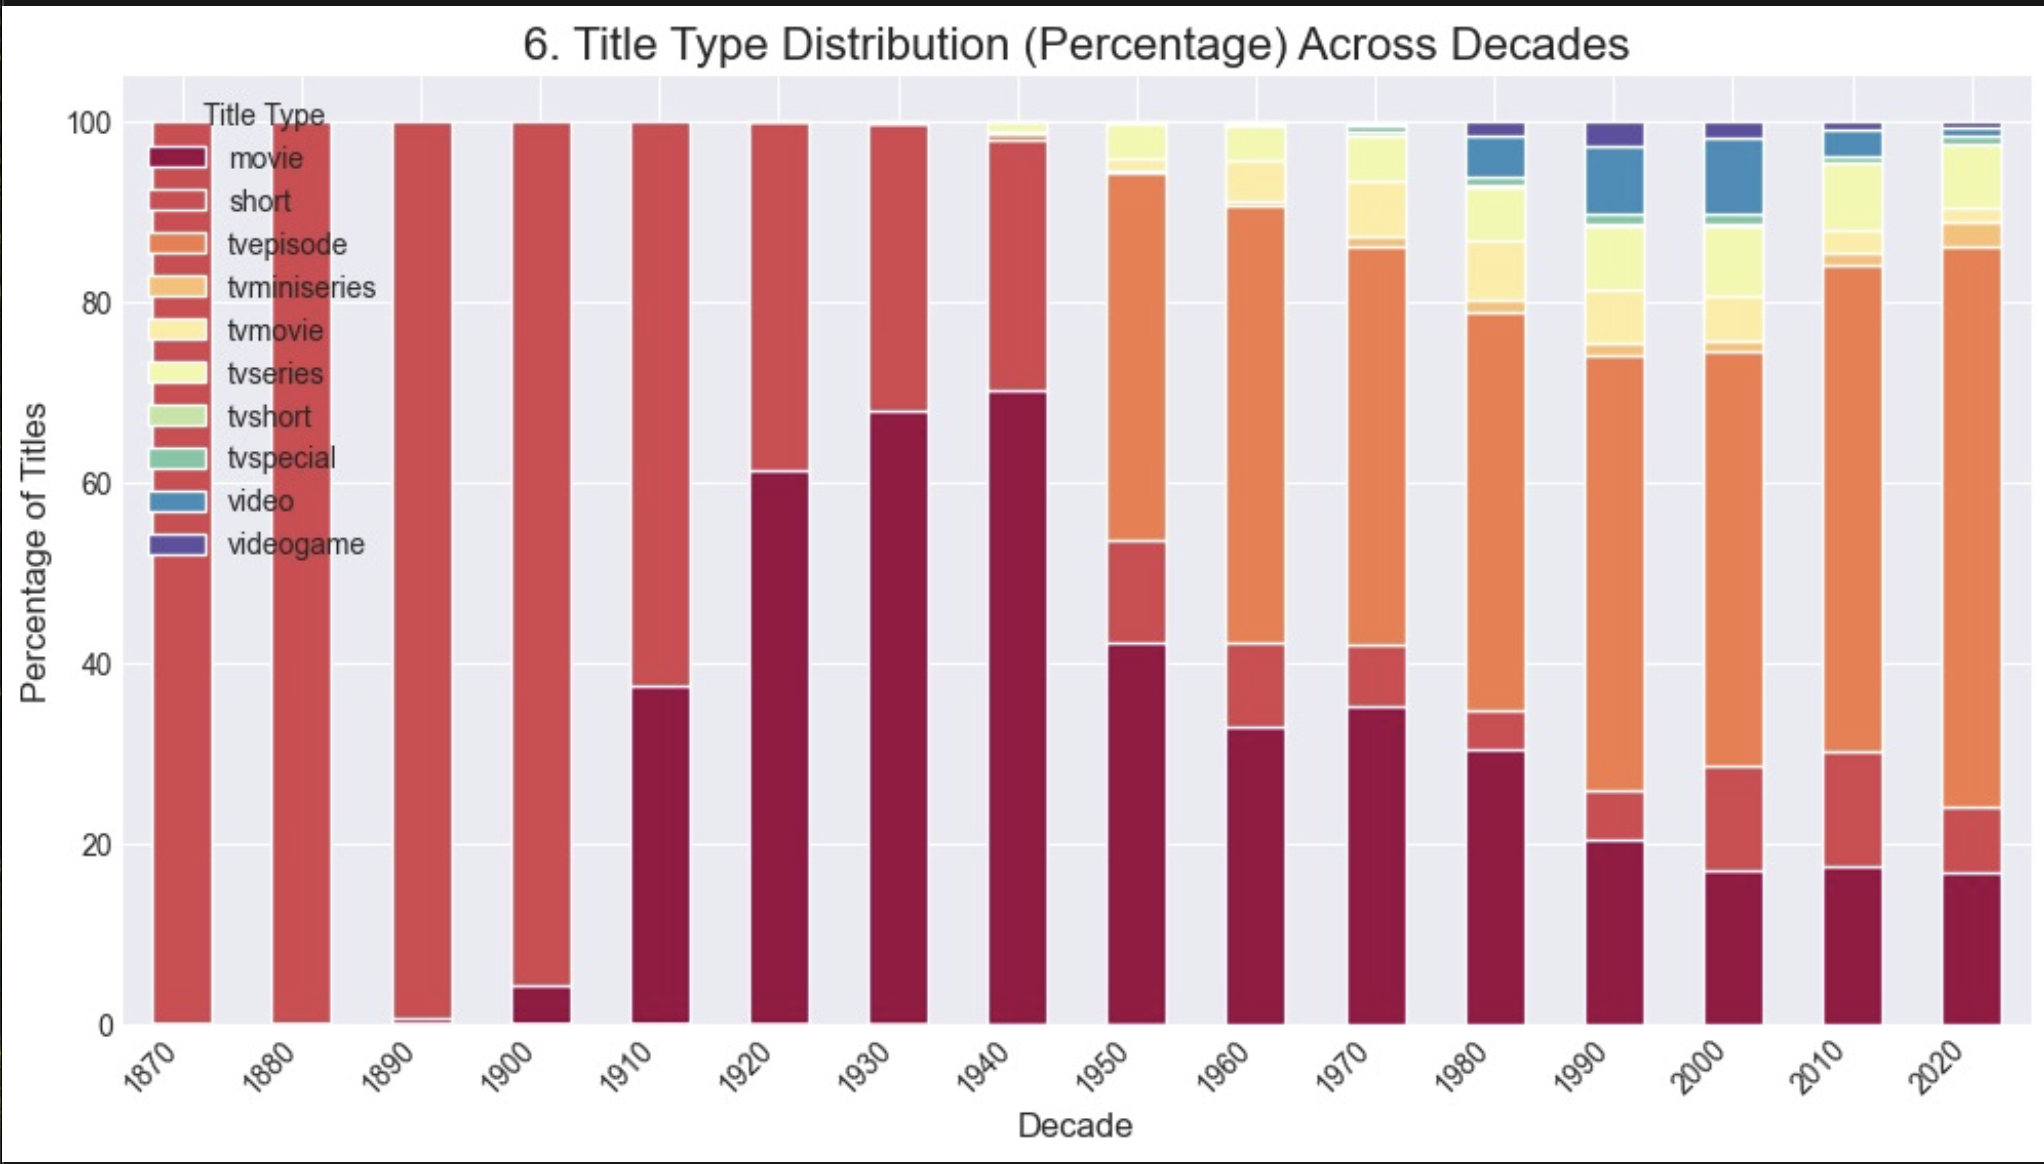 6. Title Type Distribution (Percentage) Across Decades
Title Type
movie
short
tvepisode
tvminiseries
tvmovie
tvseries
tvshort
tvspecial
video
videogame
Percentage of Titles
100
80
60
40
20
0
1870
1880
1890
1900
1910
1920
1930
1940
1950
1960
1970
1980
1990
2000
2010
2020
Decade